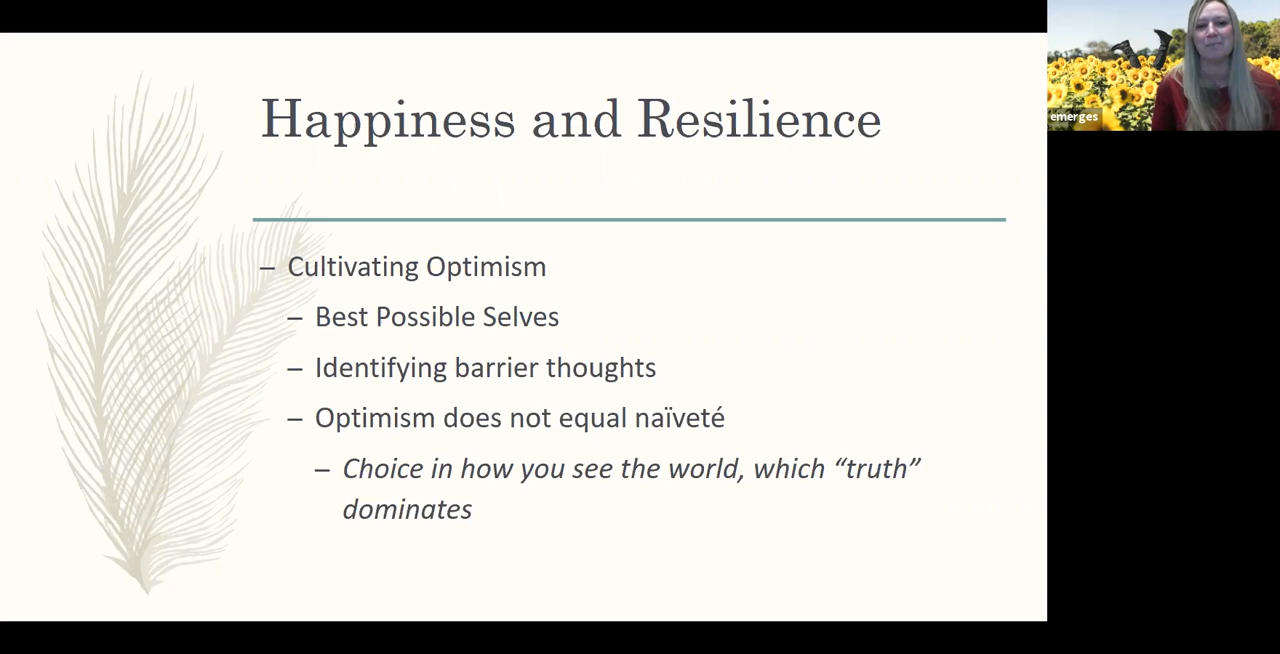 Happiness and Resilience
– Cultivating Optimism
– Best Possible Selves
– Identifying barrier thoughts
– Optimism does not equal naïveté
– Choice in how you see the world, which “truth”
dominates
emerges